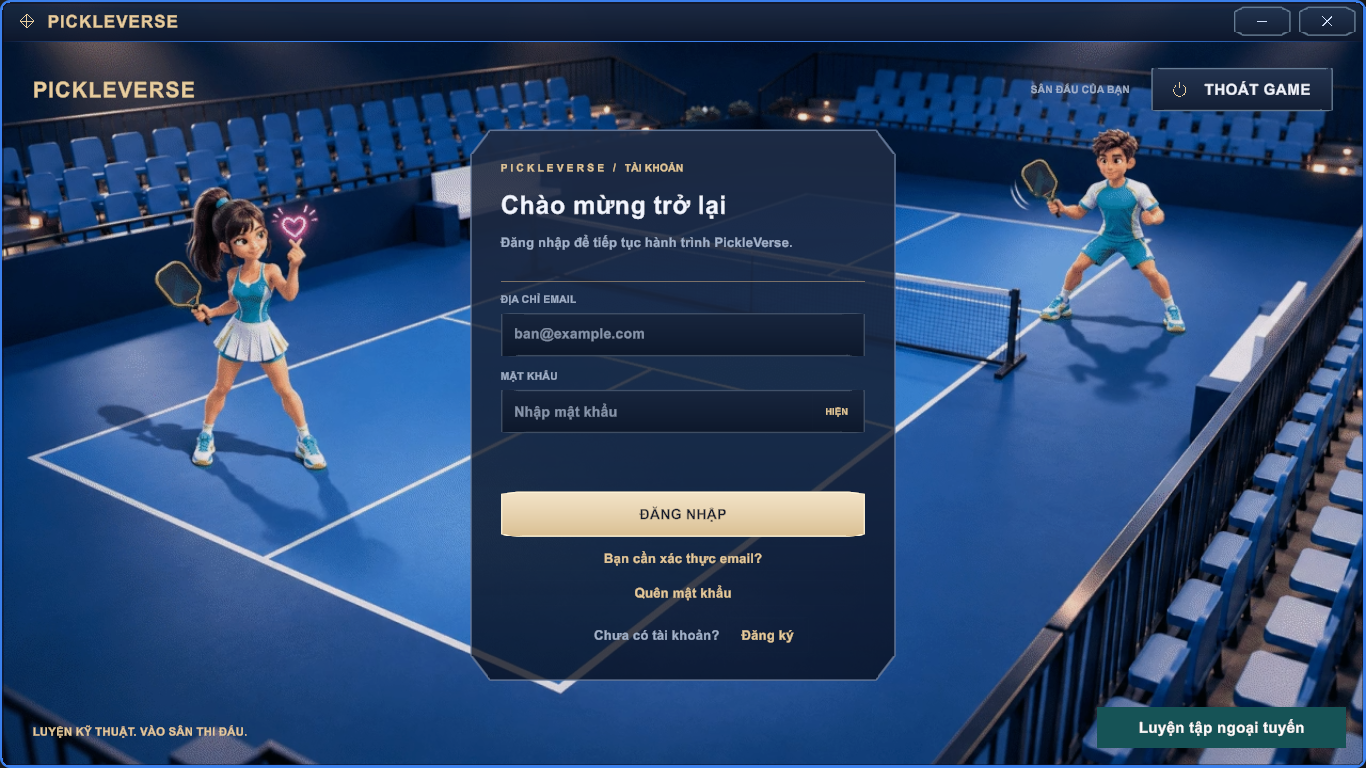 PICKLEVERSE
PICKLEVERSE
SÂN ĐẤU CỦA BẠN
THOÁT GAME
PICKLEVERSE / TÀI KHOẢN
Chào mừng trở lại
Đăng nhập để tiếp tục hành trình PickleVerse.
ĐỊA CHỈ EMAIL
ban@example.com
MẬT KHẨU
Nhập mật khẩu
HIỆN
ĐĂNG NHẬP
Bạn cần xác thực email?
Quên mật khẩu
Chưa có tài khoản? Đăng ký
LUYỆN KỸ THUẬT. VÀO SÂN THI ĐẤU.
Luyện tập ngoại tuyến